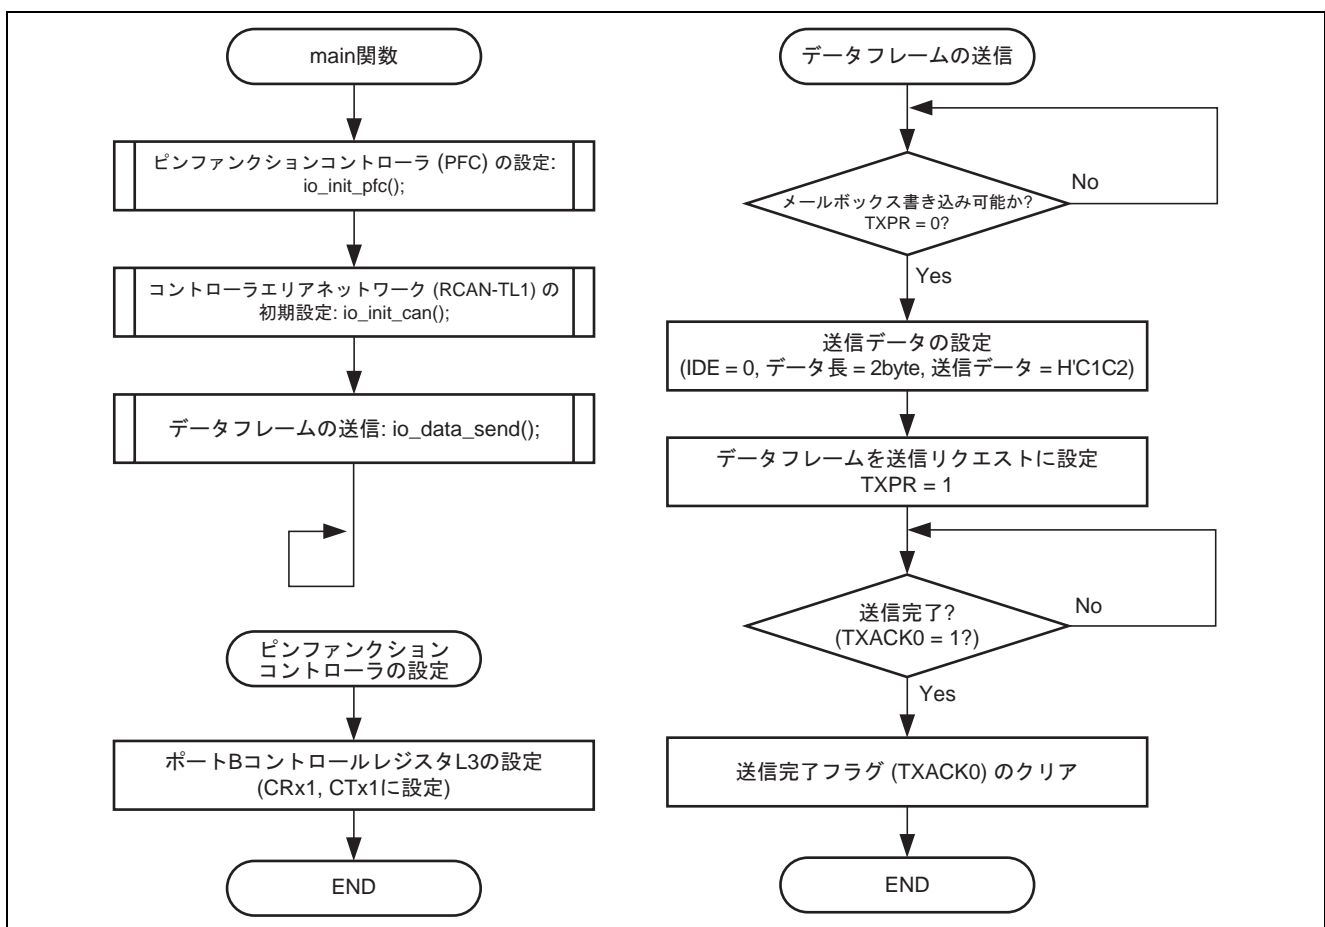 main関数
ピンファンクションコントローラ (PFC) の設定:
io_init_pfc();
コントローラエリアネットワーク (RCAN-TL1) の
初期設定: io_init_can();
データフレームの送信: io_data_send();
ピンファンクション
コントローラの設定
ポートBコントロールレジスタL3の設定
(CRx1, CTx1に設定)
END
データフレームの送信
メールボックス書き込み可能か?
TXPR = 0?
No
Yes
送信データの設定
(IDE = 0, データ長 = 2byte, 送信データ = H'C1C2)
データフレームを送信リクエストに設定
TXPR = 1
送信完了?
(TXACK0 = 1?)
No
Yes
送信完了フラグ (TXACK0) のクリア
END